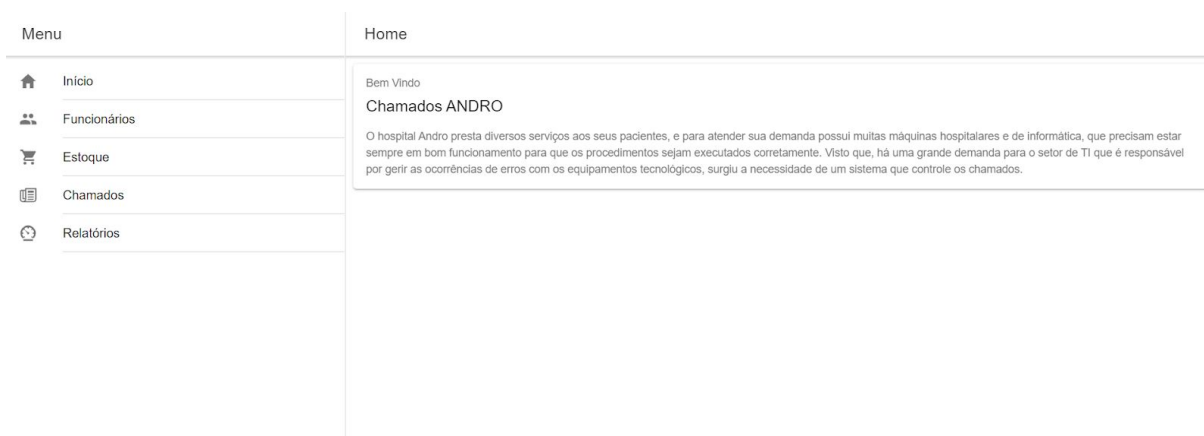 Menu
Início
Funcionários
Estoque
Chamados
Relatórios
Home
Bem Vindo
Chamados ANDRO
O hospital Andro presta diversos serviços aos seus pacientes, e para atender sua demanda possui muitas máquinas hospitalares e de informática, que precisam estar
sempre em bom funcionamento para que os procedimentos sejam executados corretamente. Visto que, há uma grande demanda para o setor de TI que é responsável
por gerir as ocorrências de erros com os equipamentos tecnológicos, surgiu a necessidade de um sistema que controle os chamados.